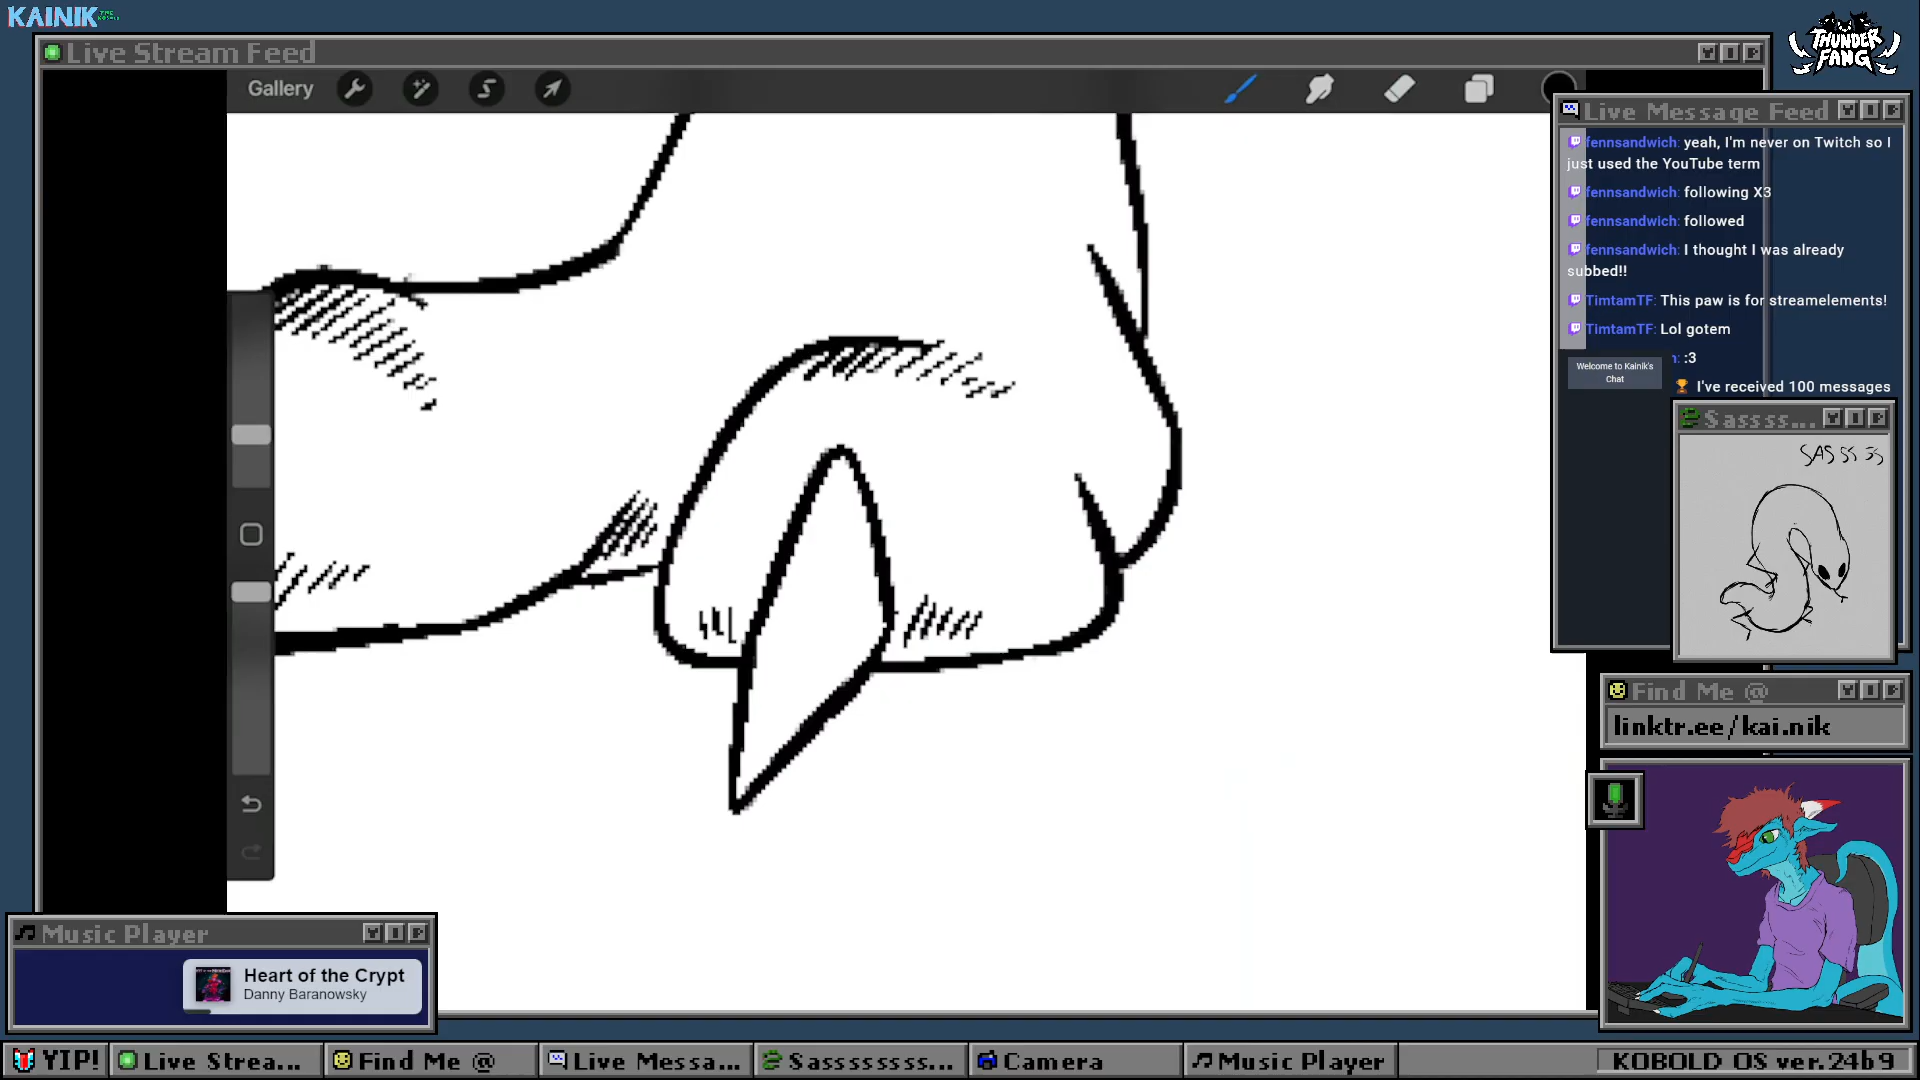 KAINIK
Live Stream Feed
THUNDER
FANG
Gallery
Live Message Feed
fennsandwich: yeah, I'm never on Twitch so I
just used the YouTube term
fennsandwich: following X3
fennsandwich: followed
fennsandwich: I thought I was already
subbed!!
TimtamTF: This paw is for streamelements!
TimtamTF: Lol gotem
: :3
Welcome to Kainik's
Chat
I've received 100 messages
Sassss...
SASSSSS
Find Me @
linktr.ee/kai.nik
Music Player
Heart of the Crypt
Danny Baranowsky
YIP!
Live Strea...
Find Me @
Live Messa...
Sassssssss...
Camera
Music Player
KOBOLD OS ver.24b9